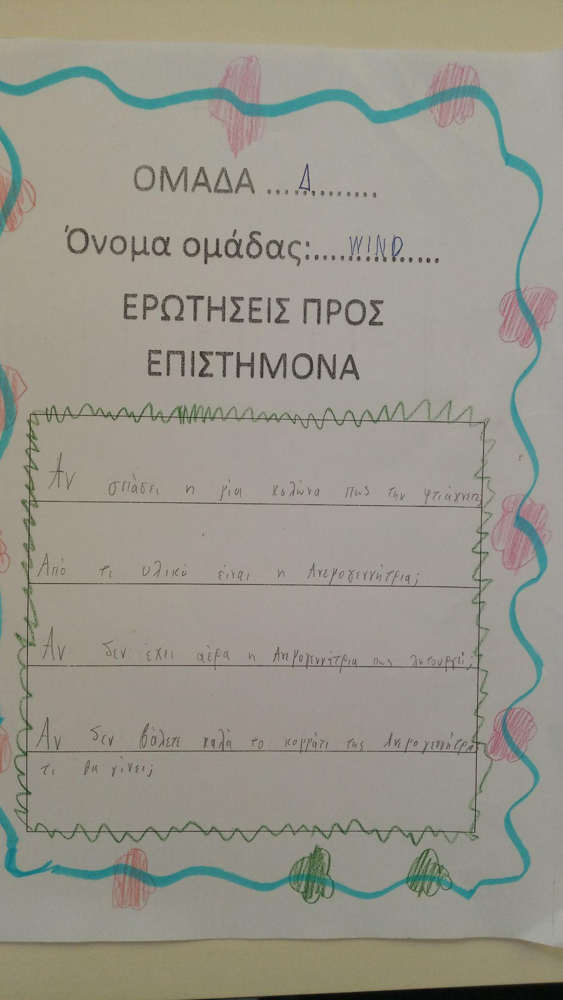 ΟΜΑΔΑ ....Δ..........
Όνομα ομάδας:.....WIND.....
ΕΡΩΤΗΣΕΙΣ ΠΡΟΣ
ΕΠΙΣΤΗΜΟΝΑ
Αν σπάσει η μία κολώνα πως την φτιάχνετε;
Από τι υλικό είναι η Ανεμογεννήτρια;
Αν δεν έχει αέρα η Ανεμογεννήτρια πως λητουργεί;
Αν δεν βάλετε καλά το κομμάτι της Ανεμογεννήτρας
τι θα γίνει;